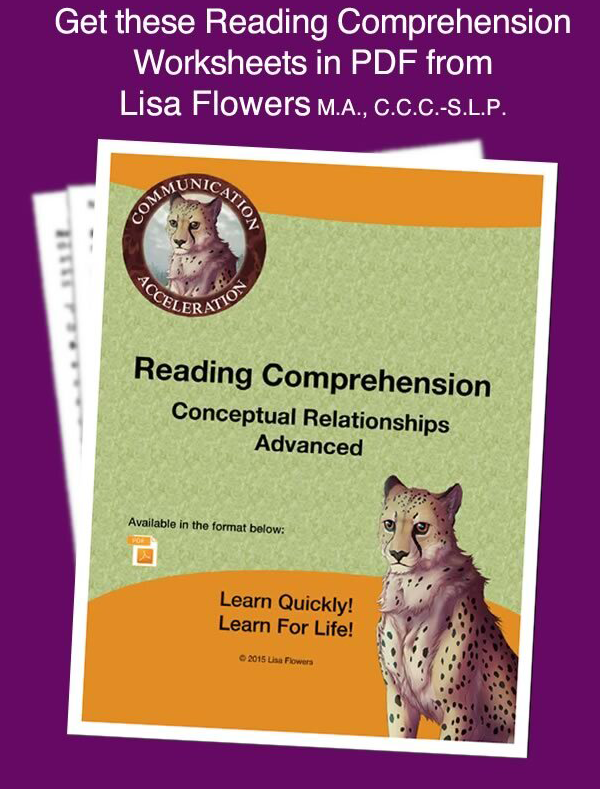 Get these Reading Comprehension
Worksheets in PDF from
Lisa Flowers M.A., C.C.C.-S.L.P.
COMMUNICATION
ACCELERATION
Reading Comprehension
Conceptual Relationships
Advanced
Available in the format below:
PDF
Learn Quickly!
Learn For Life!
© 2015 Lisa Flowers